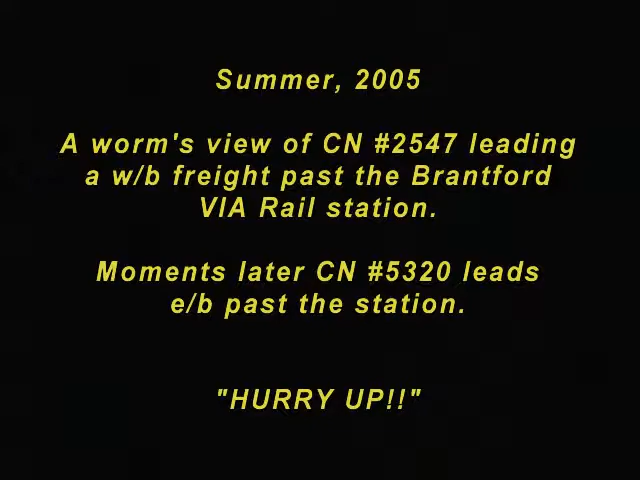 Summer, 2005
A worm's view of CN #2547 leading
a w/b freight past the Brantford
VIA Rail station.
Moments later CN #5320 leads
e/b past the station.
"HURRY UP!!"